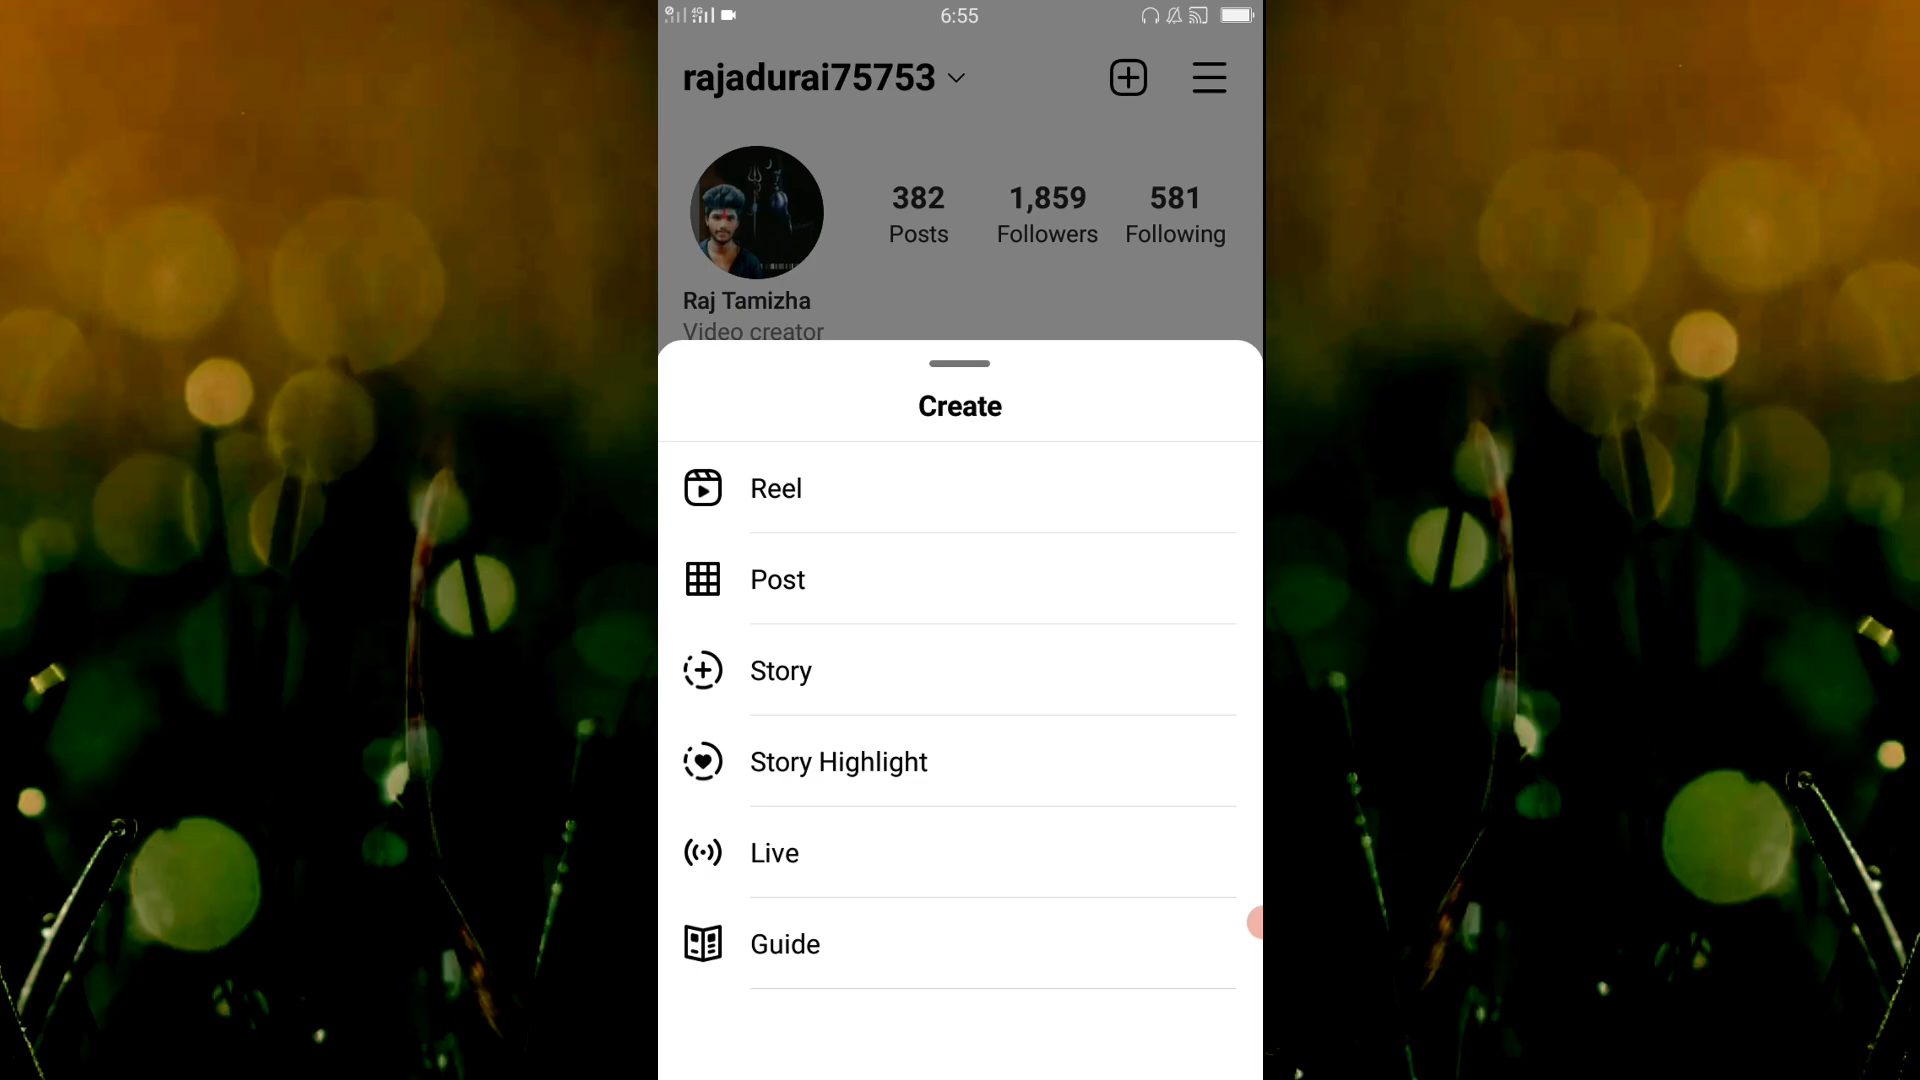 4G 6:55
rajadurai75753
382 1,859 581
Posts Followers Following
Raj Tamizha
Video creator
Create
Reel
Post
Story
Story Highlight
Live
Guide